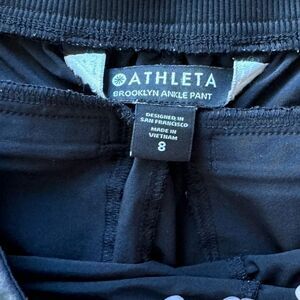 ATHLETA
BROOKLYN ANKLE PANT
DESIGNED IN
SAN FRANCISCO
MADE IN
VIETNAM
8